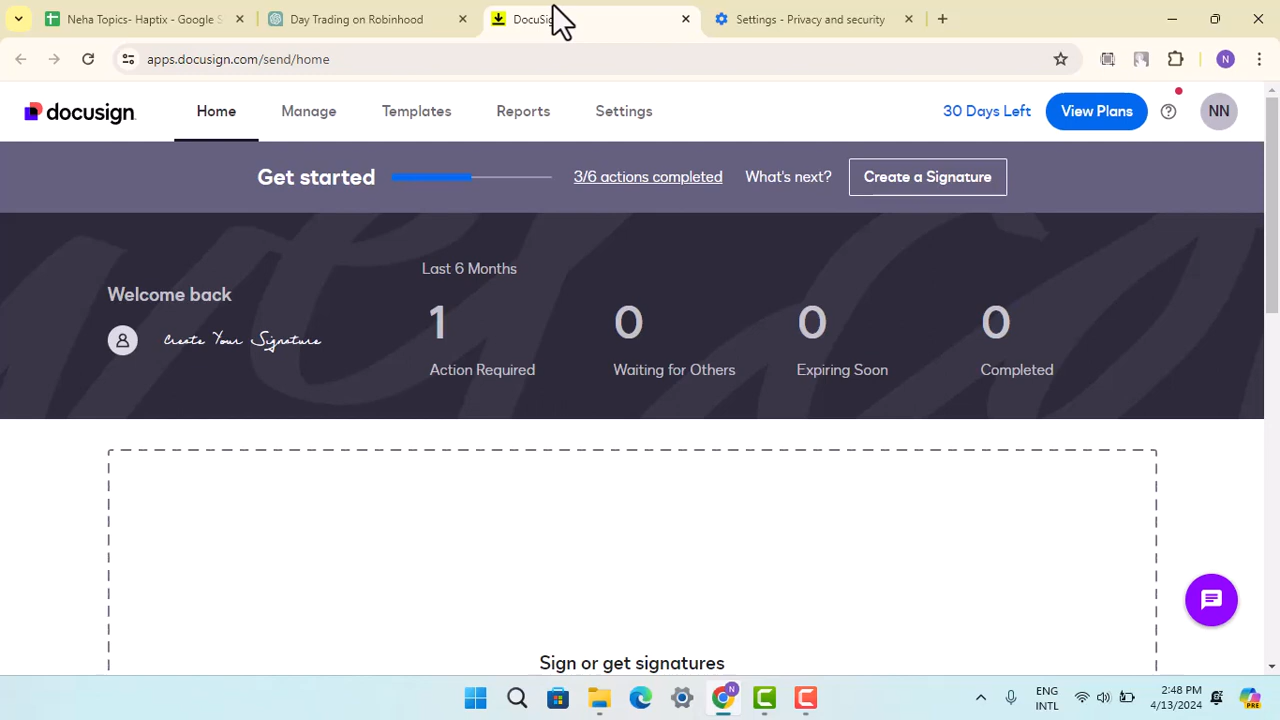 Neha Topics- Haptix - Google S
Day Trading on Robinhood
DocuSig
Settings - Privacy and security
apps.docusign.com/send/home
N
docusign
Home
Manage
Templates
Reports
Settings
30 Days Left
View Plans
NN
Get started
3/6 actions completed
What's next?
Create a Signature
Last 6 Months
Welcome back
Create Your Signature
1
0
0
0
Action Required
Waiting for Others
Expiring Soon
Completed
Sign or get signatures
N
ENG
INTL
2:48 PM
4/13/2024
PRE